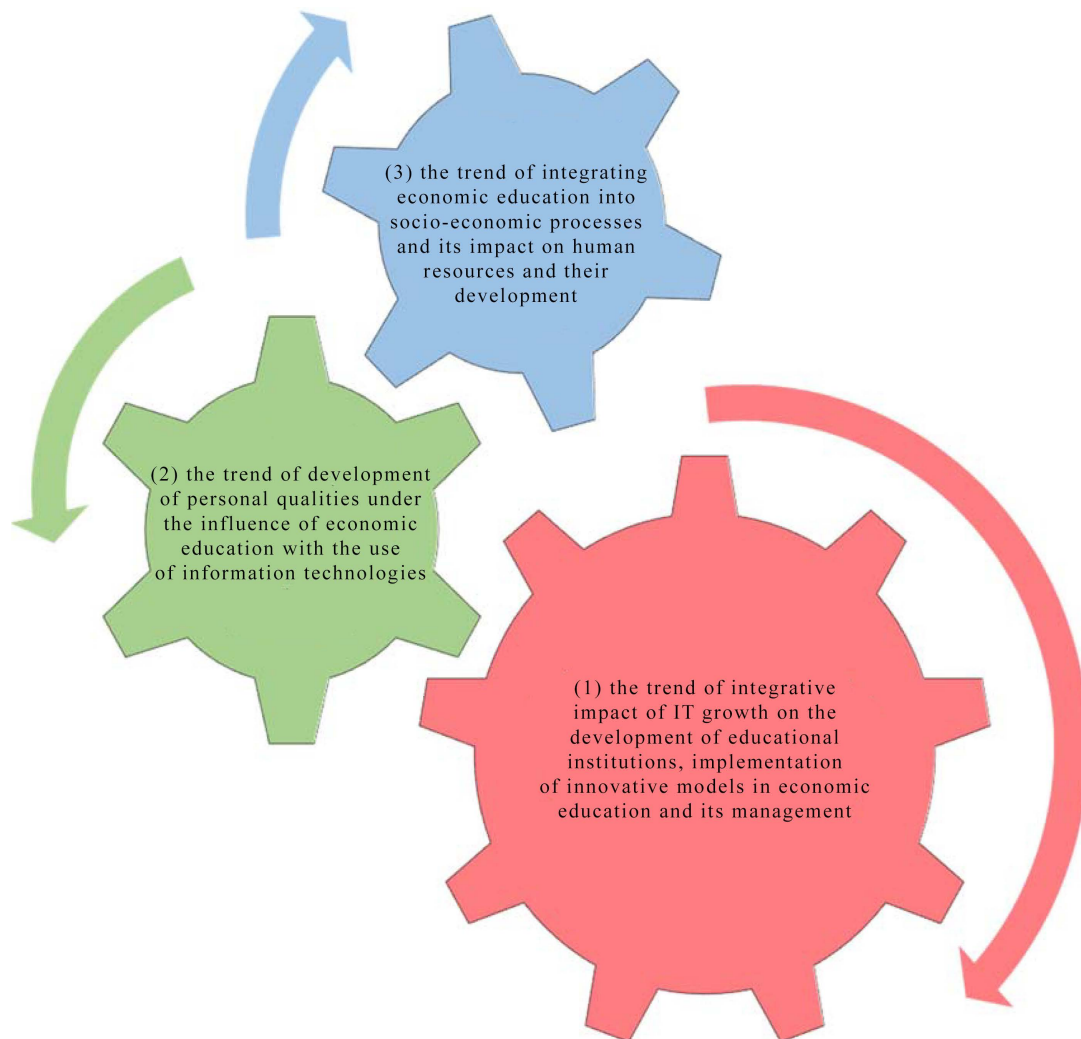 (3) the trend of integrating
economic education into
socio-economic processes
and its impact on human
resources and their
development
(2) the trend of development
of personal qualities under
the influence of economic
education with the use
of information technologies
(1) the trend of integrative
impact of IT growth on the
development of educational
institutions, implementation
of innovative models in economic
education and its management